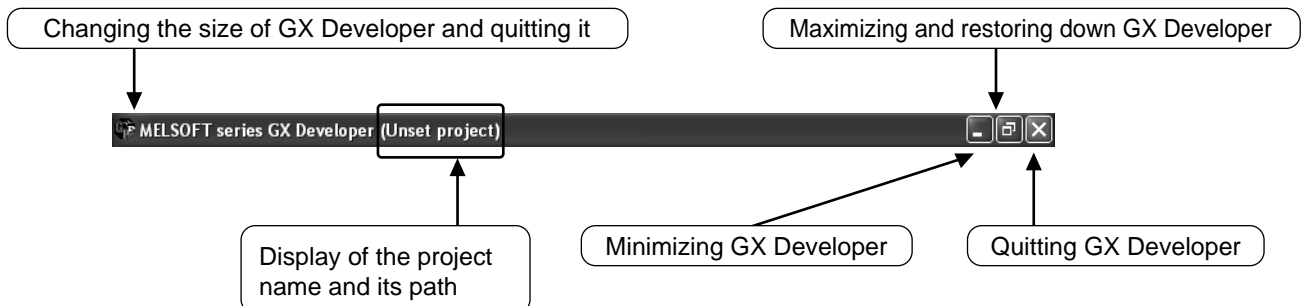 Changing the size of GX Developer and quitting it
Maximizing and restoring down GX Developer
MELSOFT series GX Developer (Unset project)
Display of the project
name and its path
Minimizing GX Developer
Quitting GX Developer